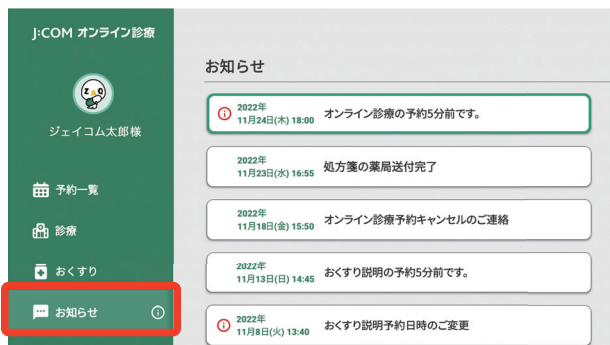 J:COM オンライン診療
ZAQ
ジェイコム太郎様
予約一覧
診療
おくすり
お知らせ
お知らせ
2022年
11月24日(木) 18:00 オンライン診療の予約5分前です。
2022年
11月23日(水) 16:55 処方箋の薬局送付完了
2022年
11月18日(金) 15:50 オンライン診療予約キャンセルのご連絡
2022年
11月13日(日) 14:45 おくすり説明の予約5分前です。
2022年
11月8日(火) 13:40 おくすり説明予約日時のご変更